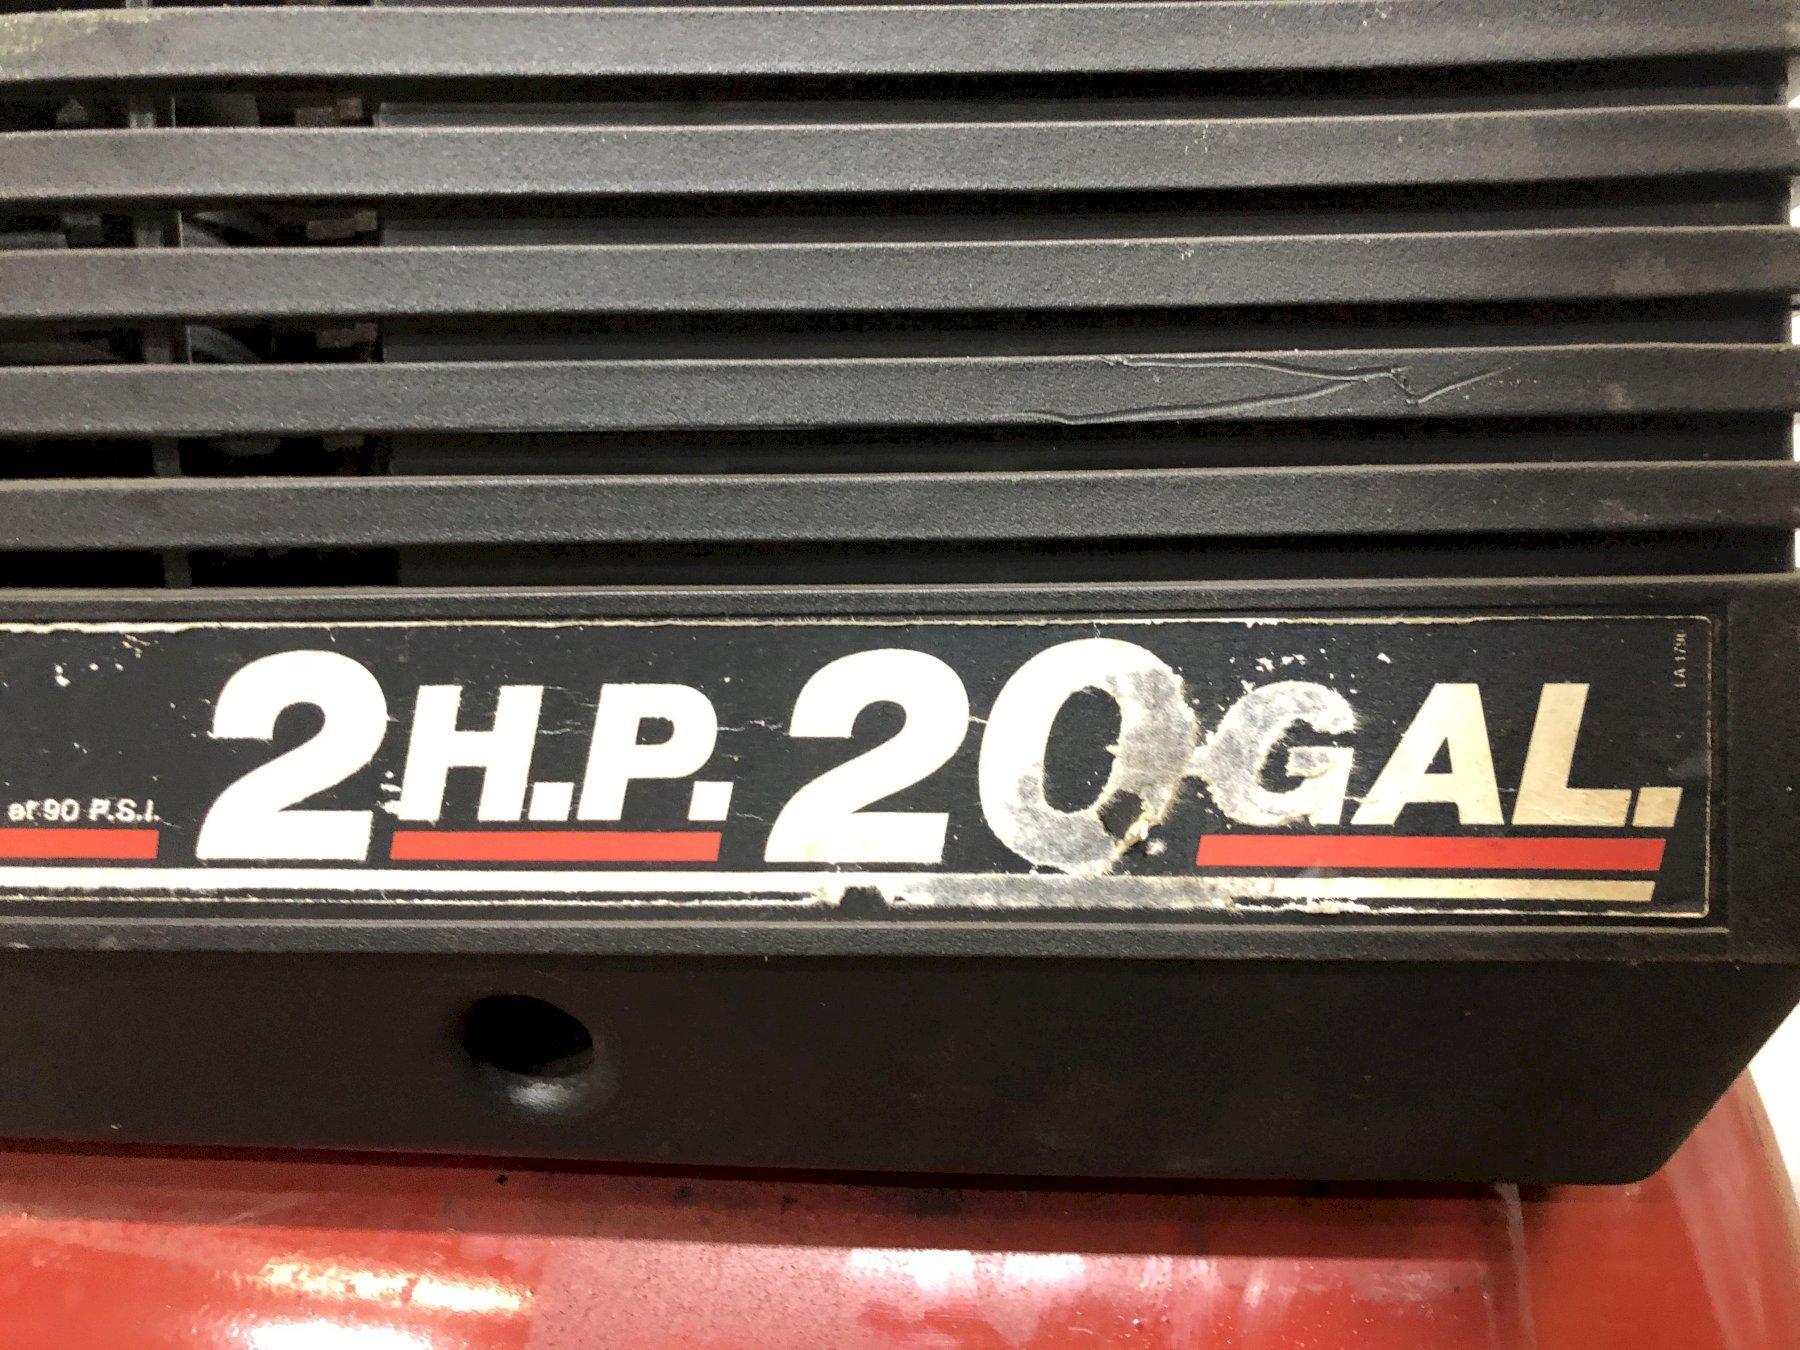 at 90 P.S.I. 2 H.P. 20 GAL.